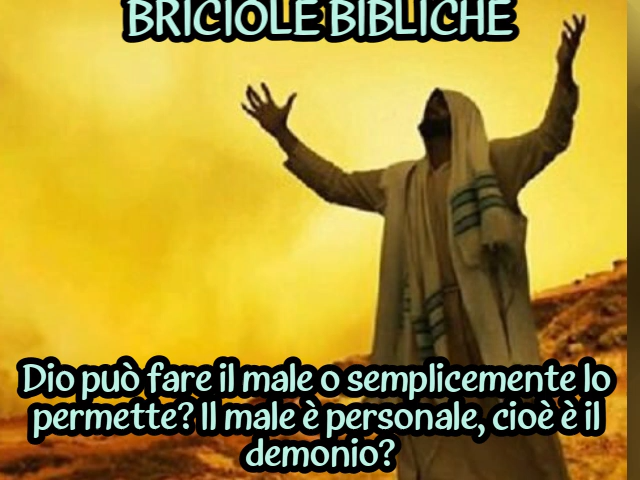 BRICIOLE BIBLICHE
Dio può fare il male o semplicemente lo
permette? Il male è personale, cioè è il
demonio?